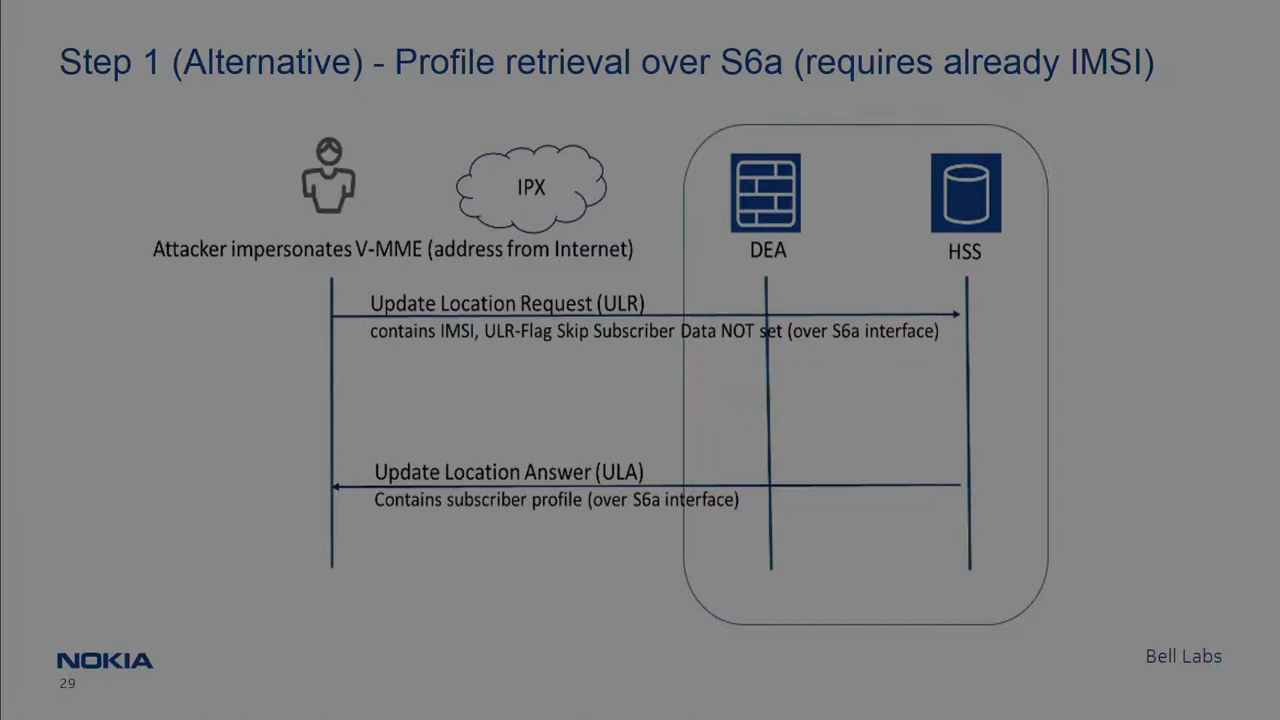 Step 1 (Alternative) - Profile retrieval over S6a (requires already IMSI)
IPX
Attacker impersonates V-MME (address from Internet)
DEA
HSS
Update Location Request (ULR)
contains IMSI, ULR-Flag Skip Subscriber Data NOT set (over S6a interface)
Update Location Answer (ULA)
Contains subscriber profile (over S6a interface)
NOKIA
29
Bell Labs